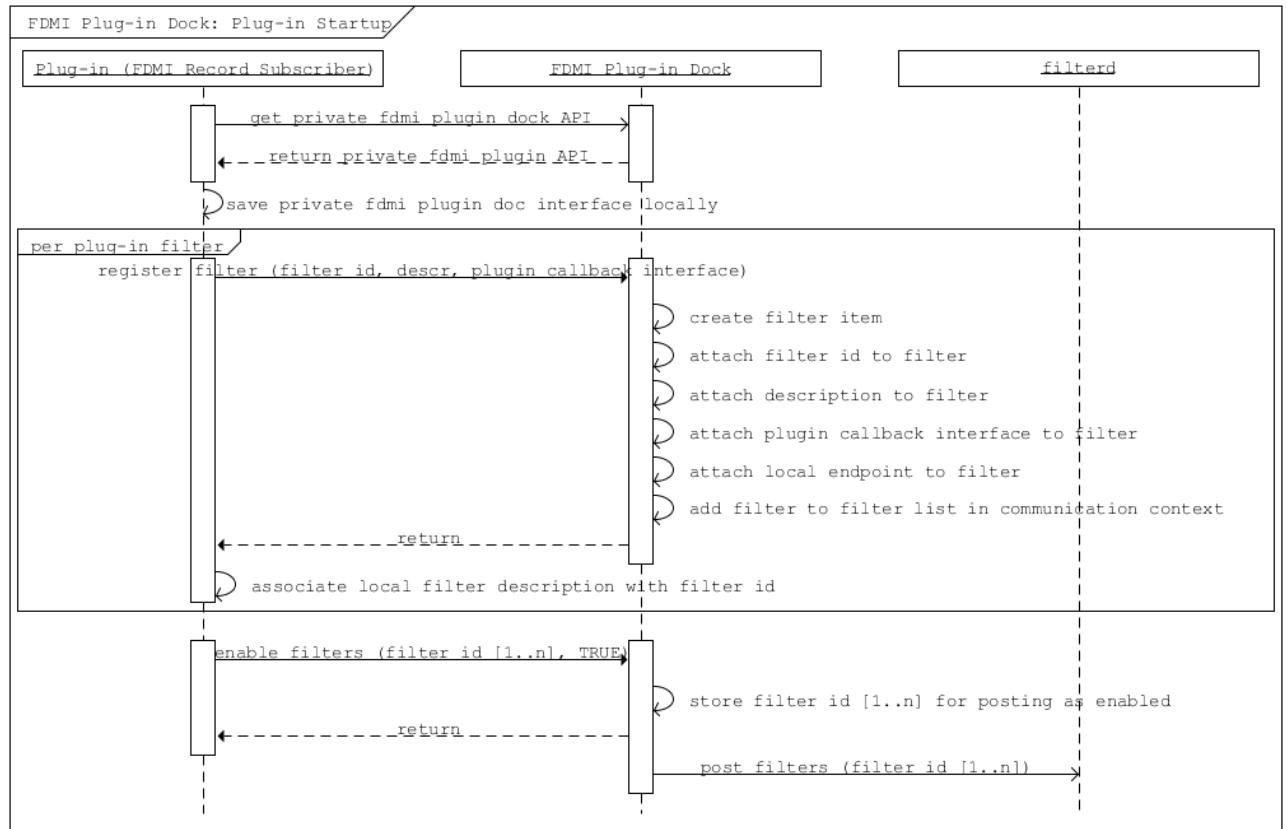 FDMI Plug-in Dock: Plug-in Startup
Plug-in (FDMI Record Subscriber)
FDMI Plug-in Dock
filterd
get private fdmi plugin dock API
return private fdmi plugin API
save private fdmi plugin doc interface locally
per plug-in filter
register filter (filter id, descr, plugin callback interface)
create filter item
attach filter id to filter
attach description to filter
attach plugin callback interface to filter
attach local endpoint to filter
add filter to filter list in communication context
return
associate local filter description with filter id
enable filters (filter id [1..n], TRUE)
store filter id [1..n] for posting as enabled
return
post filters (filter id [1..n])